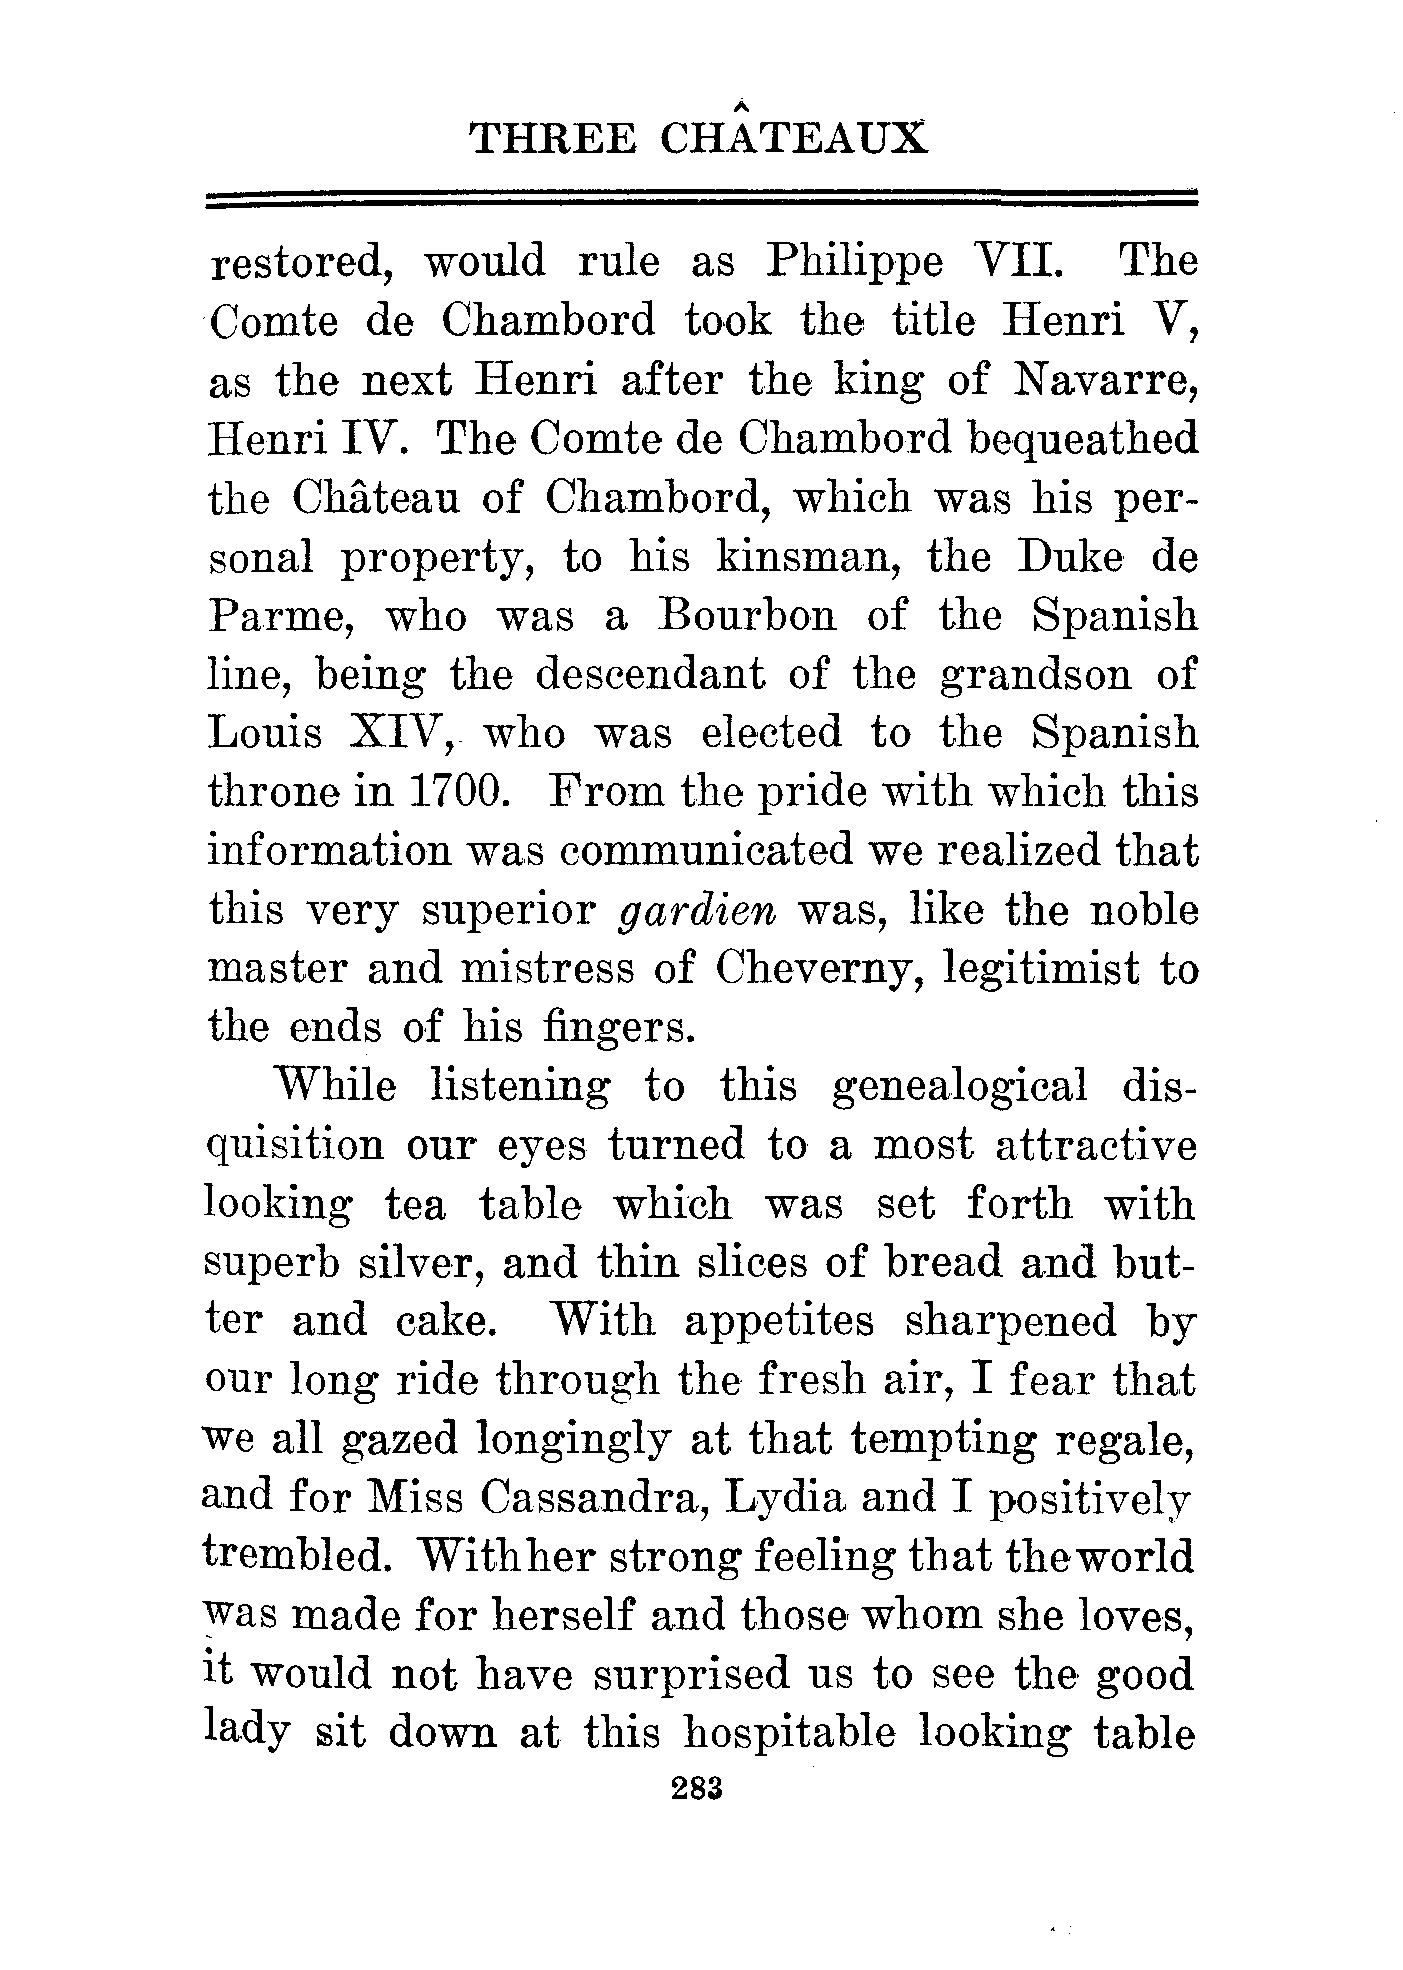 THREE CHÂTEAUX
restored, would rule as Philippe VII. The
Comte de Chambord took the title Henri V,
as the next Henri after the king of Navarre,
Henri IV. The Comte de Chambord bequeathed
the Château of Chambord, which was his per-
sonal property, to his kinsman, the Duke de
Parme, who was a Bourbon of the Spanish
line, being the descendant of the grandson of
Louis XIV, who was elected to the Spanish
throne in 1700. From the pride with which this
information was communicated we realized that
this very superior gardien was, like the noble
master and mistress of Cheverny, legitimist to
the ends of his fingers.
While listening to this genealogical dis-
quisition our eyes turned to a most attractive
looking tea table which was set forth with
superb silver, and thin slices of bread and but-
ter and cake. With appetites sharpened by
our long ride through the fresh air, I fear that
we all gazed longingly at that tempting regale,
and for Miss Cassandra, Lydia and I positively
trembled. With her strong feeling that the world
was made for herself and those whom she loves,
it would not have surprised us to see the good
lady sit down at this hospitable looking table
283